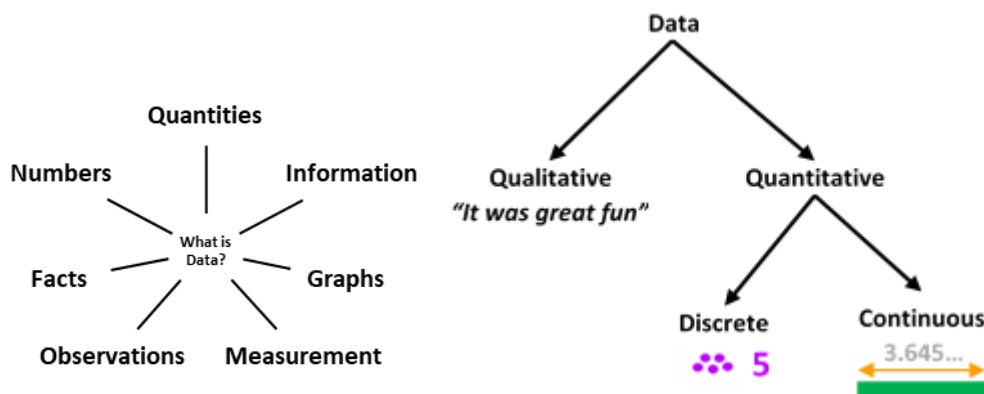 Quantities
Numbers
Information
What is
Data?
Facts
Graphs
Observations
Measurement
Data
Qualitative
"It was great fun"
Quantitative
Discrete
5
Continuous
3.645...